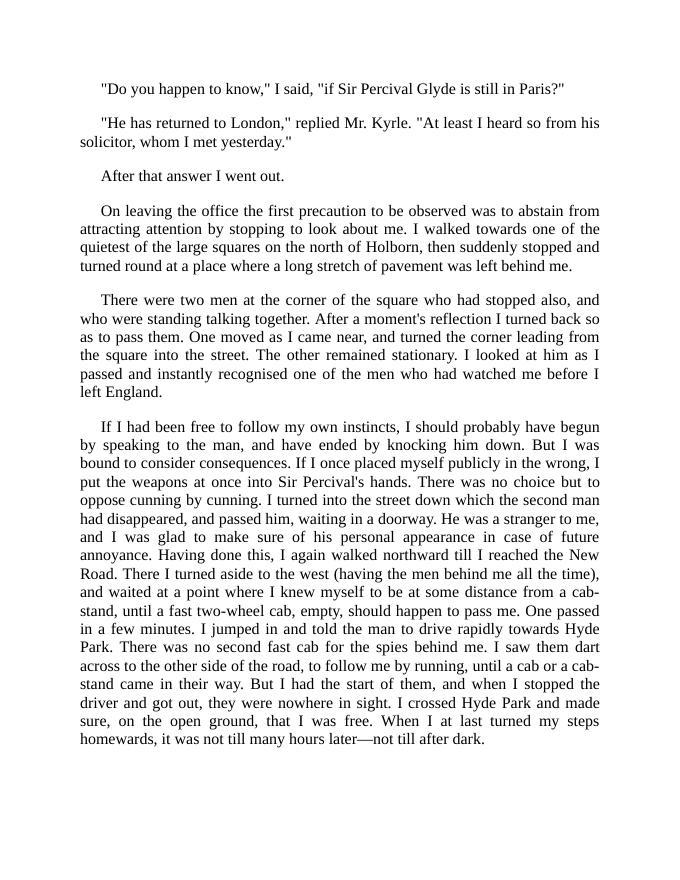 "Do you happen to know," I said, "if Sir Percival Glyde is still in Paris?"
"He has returned to London," replied Mr. Kyrle. "At least I heard so from his
solicitor, whom I met yesterday."
After that answer I went out.
On leaving the office the first precaution to be observed was to abstain from
attracting attention by stopping to look about me. I walked towards one of the
quietest of the large squares on the north of Holborn, then suddenly stopped and
turned round at a place where a long stretch of pavement was left behind me.
There were two men at the corner of the square who had stopped also, and
who were standing talking together. After a moment's reflection I turned back so
as to pass them. One moved as I came near, and turned the corner leading from
the square into the street. The other remained stationary. I looked at him as I
passed and instantly recognised one of the men who had watched me before I
left England.
If I had been free to follow my own instincts, I should probably have begun
by speaking to the man, and have ended by knocking him down. But I was
bound to consider consequences. If I once placed myself publicly in the wrong, I
put the weapons at once into Sir Percival's hands. There was no choice but to
oppose cunning by cunning. I turned into the street down which the second man
had disappeared, and passed him, waiting in a doorway. He was a stranger to me,
and I was glad to make sure of his personal appearance in case of future
annoyance. Having done this, I again walked northward till I reached the New
Road. There I turned aside to the west (having the men behind me all the time),
and waited at a point where I knew myself to be at some distance from a cab-
stand, until a fast two-wheel cab, empty, should happen to pass me. One passed
in a few minutes. I jumped in and told the man to drive rapidly towards Hyde
Park. There was no second fast cab for the spies behind me. I saw them dart
across to the other side of the road, to follow me by running, until a cab or a cab-
stand came in their way. But I had the start of them, and when I stopped the
driver and got out, they were nowhere in sight. I crossed Hyde Park and made
sure, on the open ground, that I was free. When I at last turned my steps
homewards, it was not till many hours later—not till after dark.